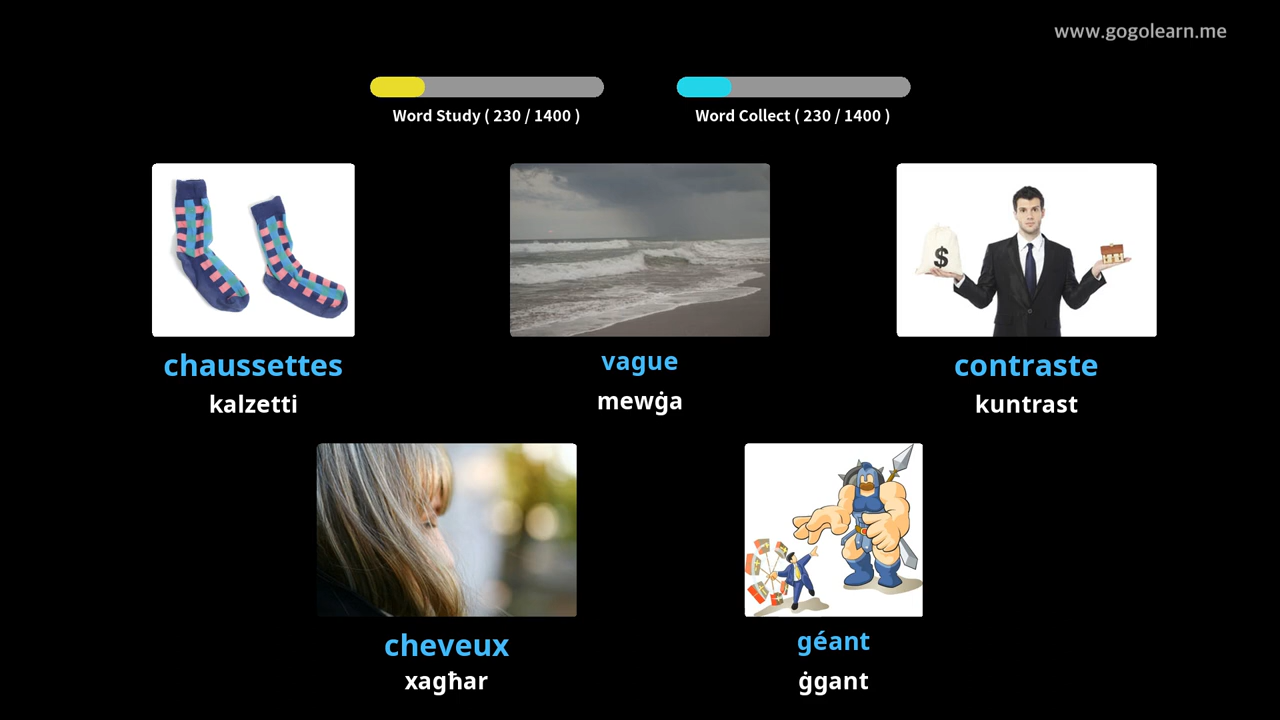 www.gogolearn.me
Word Study ( 230 / 1400 )
Word Collect ( 230 / 1400 )
$
chaussettes
kalzetti
vague
mewġa
contraste
kuntrast
cheveux
xagħar
géant
ġgant